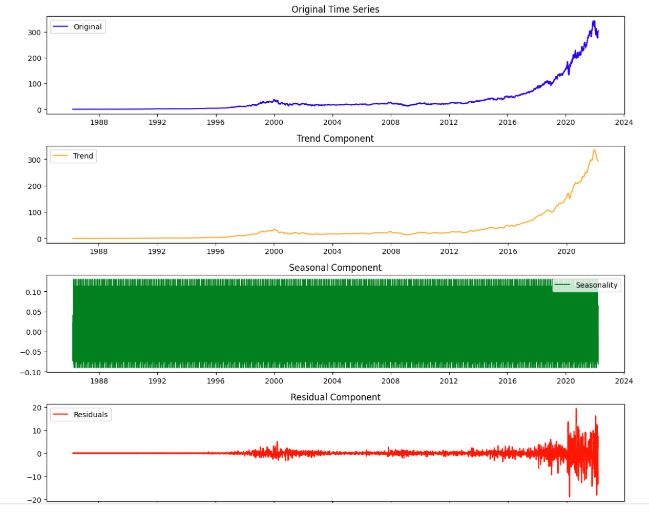 Original Time Series
Original
300
200
100
0
1988 1992 1996 2000 2004 2008 2012 2016 2020 2024
Trend Component
Trend
300
200
100
0
1988 1992 1996 2000 2004 2008 2012 2016 2020 2024
Seasonal Component
Seasonality
0.10
0.05
0.00
−0.05
−0.10
1988 1992 1996 2000 2004 2008 2012 2016 2020 2024
Residual Component
Residuals
20
10
0
−10
−20